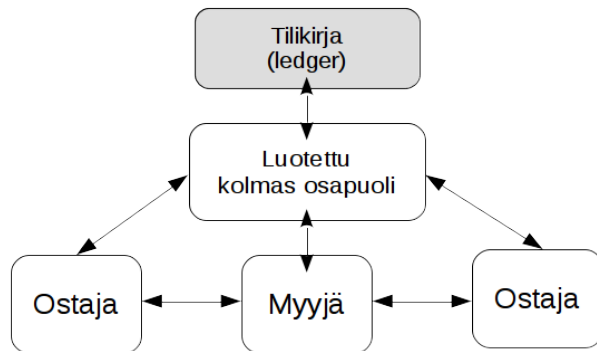 Tilikirja
(ledger)
Luotettu
kolmas osapuoli
Ostaja
Myyjä
Ostaja